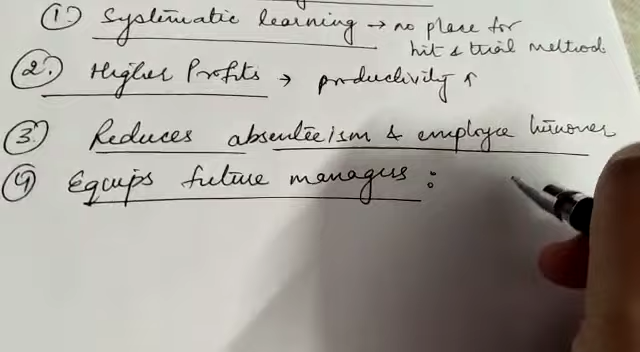 ① Systematic learning → no place for
hit & trial method
②. Higher Profits → productivity ↑
③. Reduces absenteeism & employee turnover
④ Equips future managers :